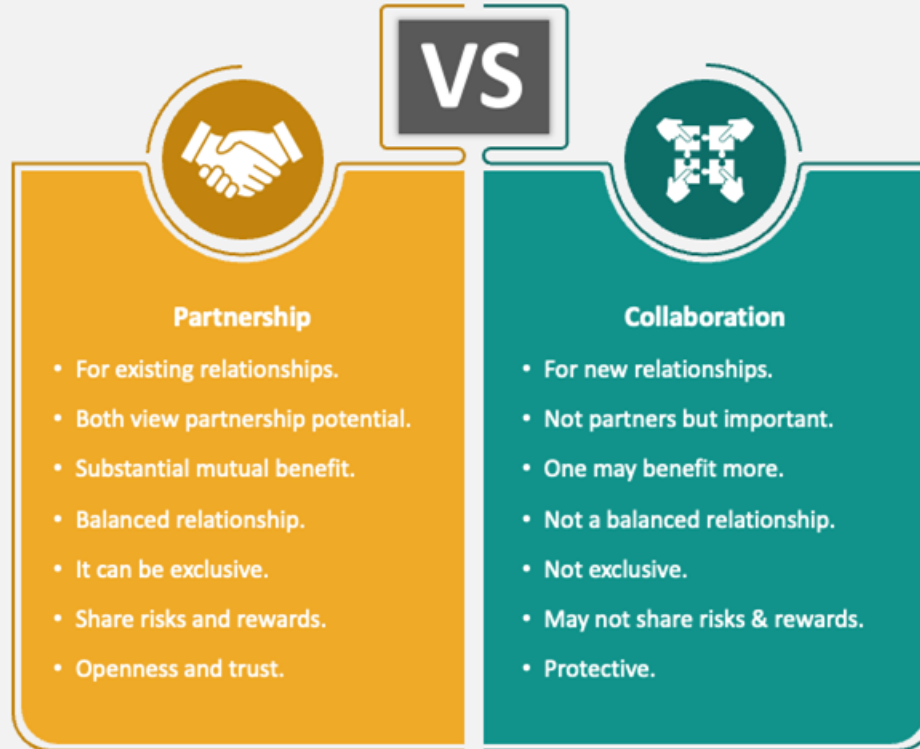 VS
Partnership
• For existing relationships.
• Both view partnership potential.
• Substantial mutual benefit.
• Balanced relationship.
• It can be exclusive.
• Share risks and rewards.
• Openness and trust.
Collaboration
• For new relationships.
• Not partners but important.
• One may benefit more.
• Not a balanced relationship.
• Not exclusive.
• May not share risks & rewards.
• Protective.